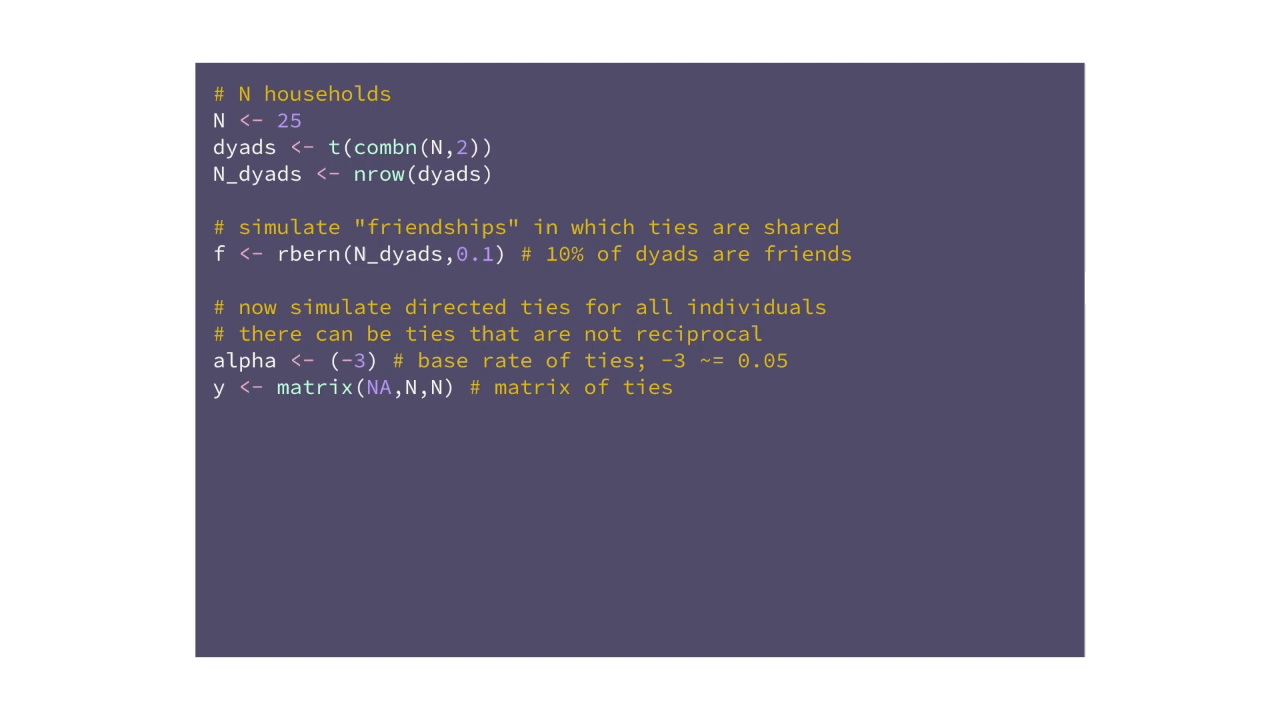 # N households
N <- 25
dyads <- t(combn(N,2))
N_dyads <- nrow(dyads)
# simulate "friendships" in which ties are shared
f <- rbern(N_dyads,0.1) # 10% of dyads are friends
# now simulate directed ties for all individuals
# there can be ties that are not reciprocal
alpha <- (-3) # base rate of ties; -3 ~= 0.05
y <- matrix(NA,N,N) # matrix of ties